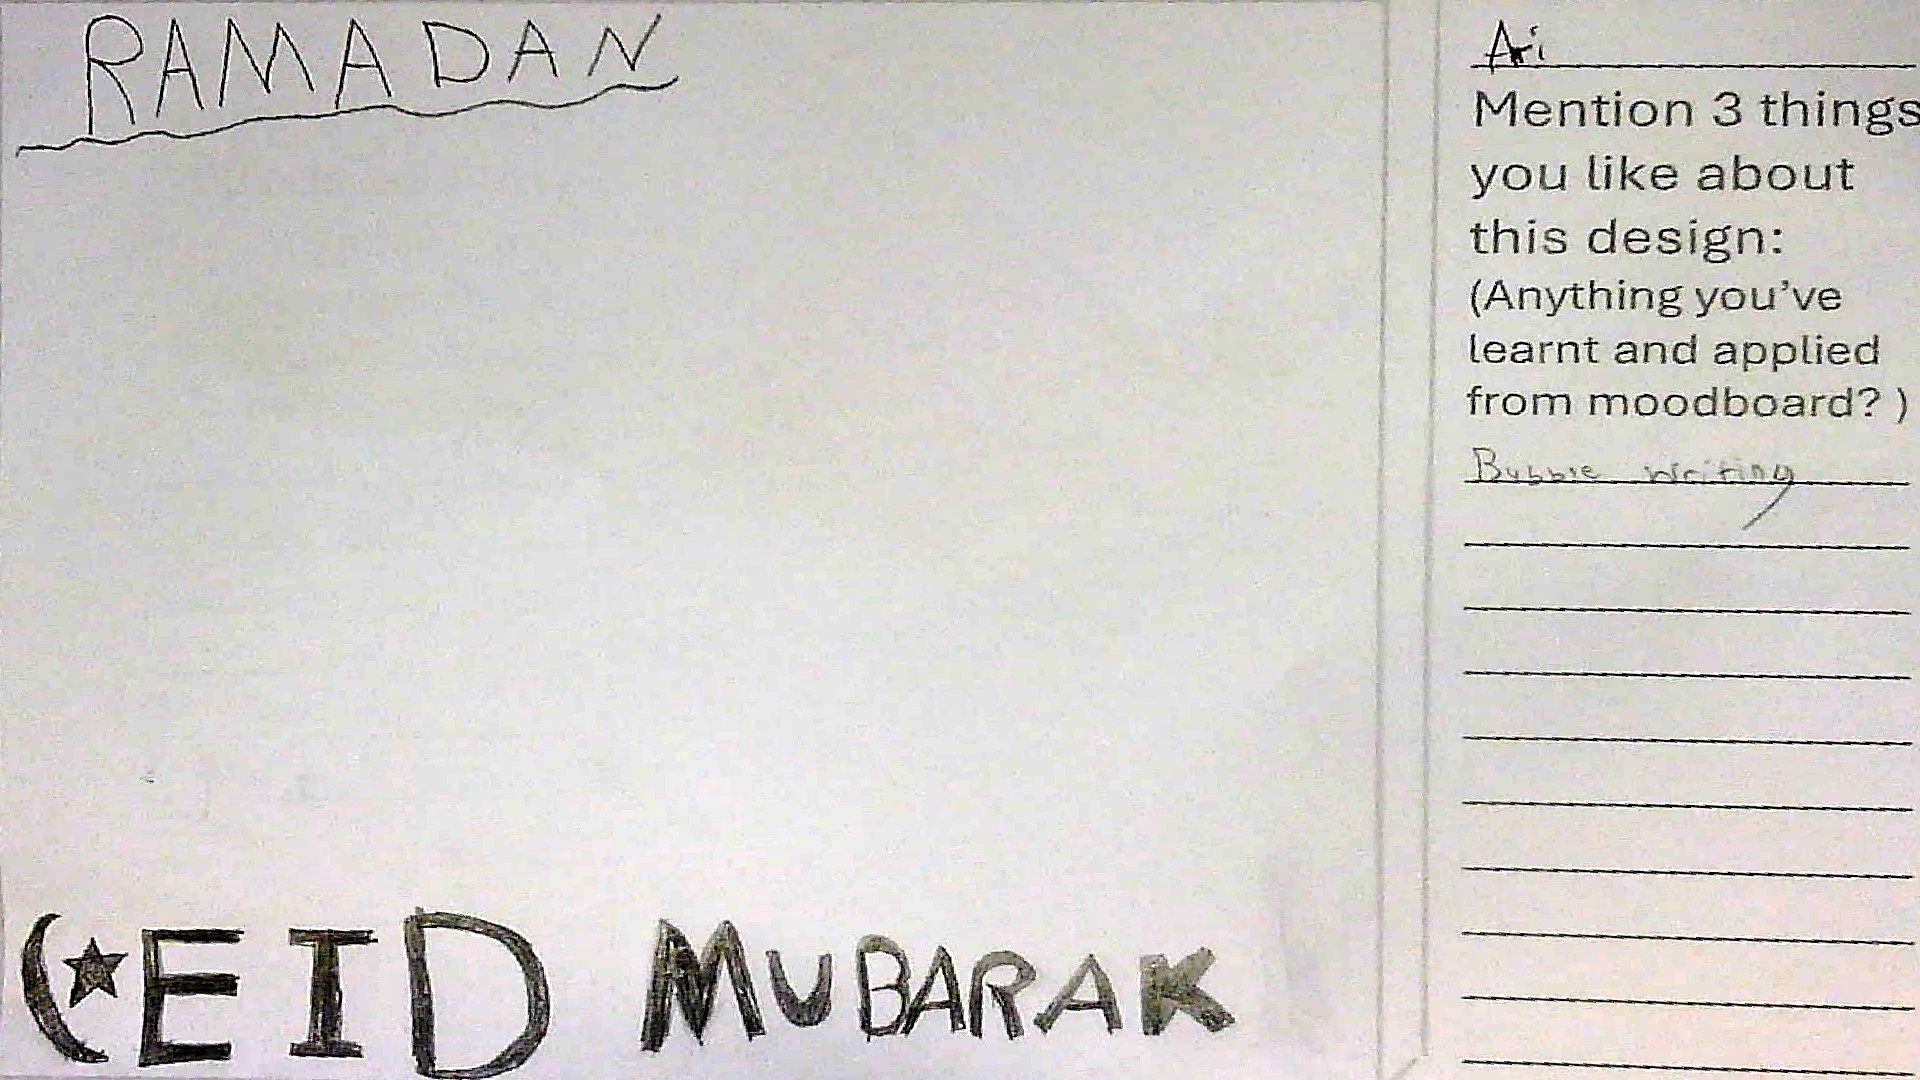 RAMADAN
EID MUBARAK
Ari
Mention 3 things
you like about
this design:
(Anything you've
learnt and applied
from moodboard? )
Bubble writing